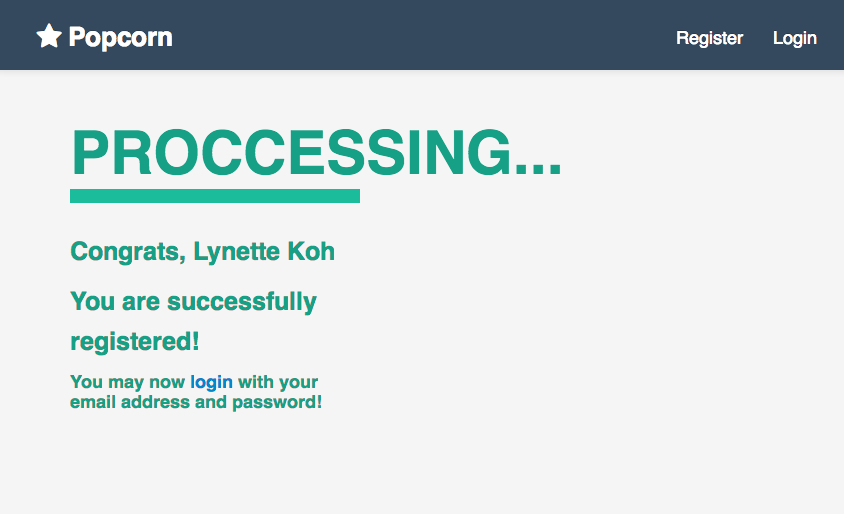 Popcorn
Register Login
PROCCESSING...
Congrats, Lynette Koh
You are successfully
registered!
You may now login with your
email address and password!